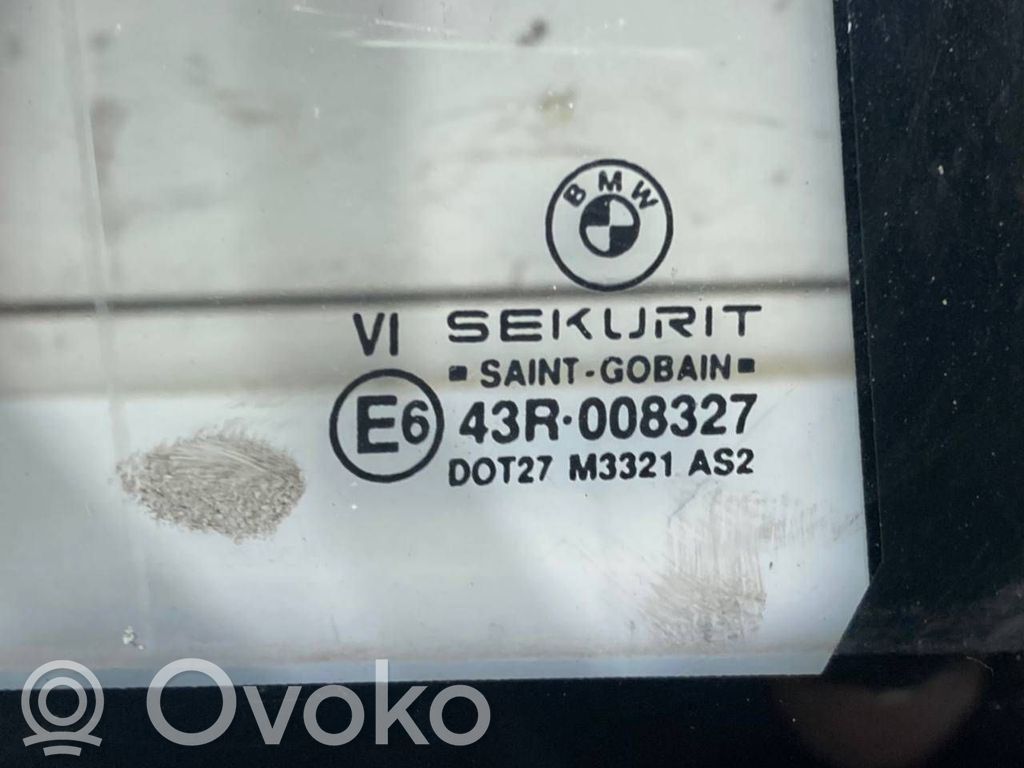 BMW
VI SEKURIT
SAINT-GOBAIN
E6 43R·008327
DOT27 M3321 AS2
Ovoko